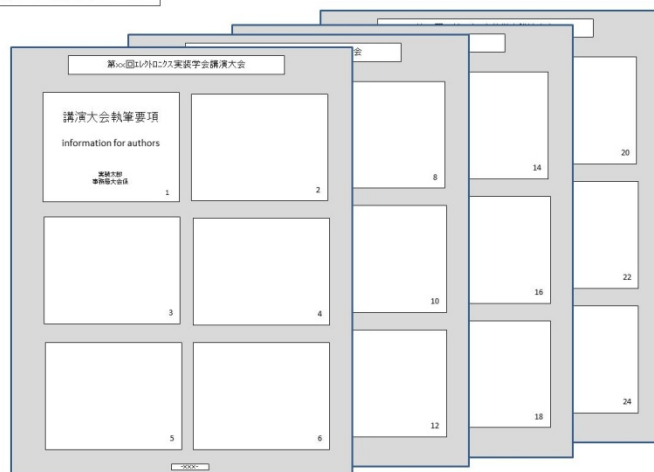 第xx回エレクトロニクス実装学会講演大会
講演大会執筆要項
information for authors
実装太郎
事務局大会係
1
2
3
4
5
6
-xxx-
会
8
10
12
14
16
18
20
22
24